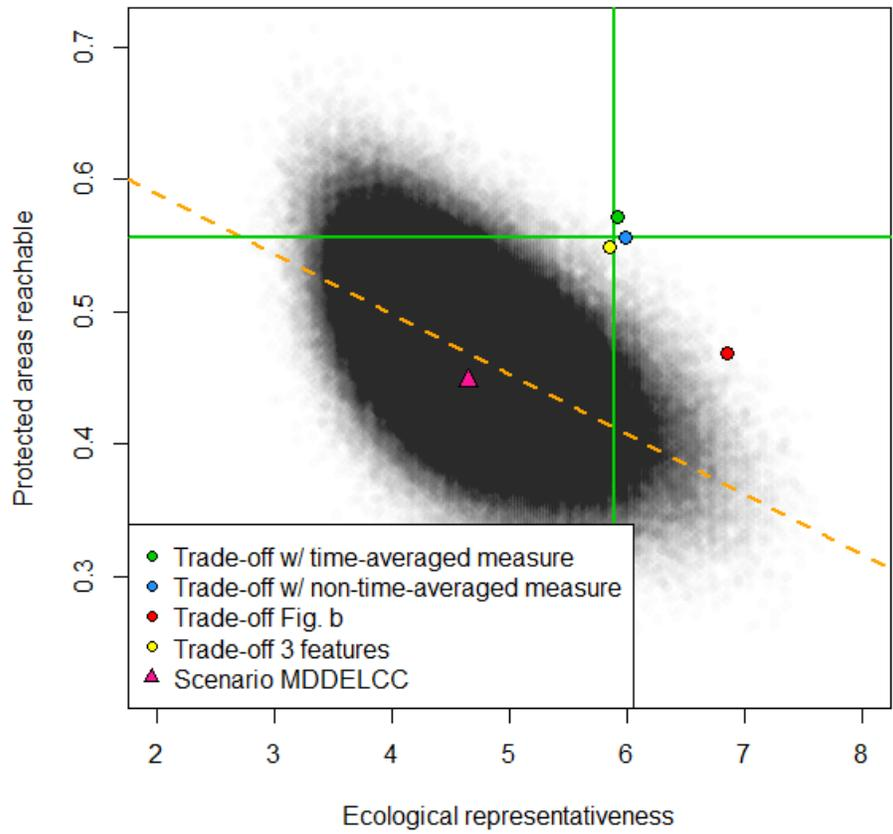 0.7
0.6
0.5
0.4
0.3
Protected areas reachable
Trade-off w/ time-averaged measure
Trade-off w/ non-time-averaged measure
Trade-off Fig. b
Trade-off 3 features
Scenario MDDELCC
2 3 4 5 6 7 8
Ecological representativeness